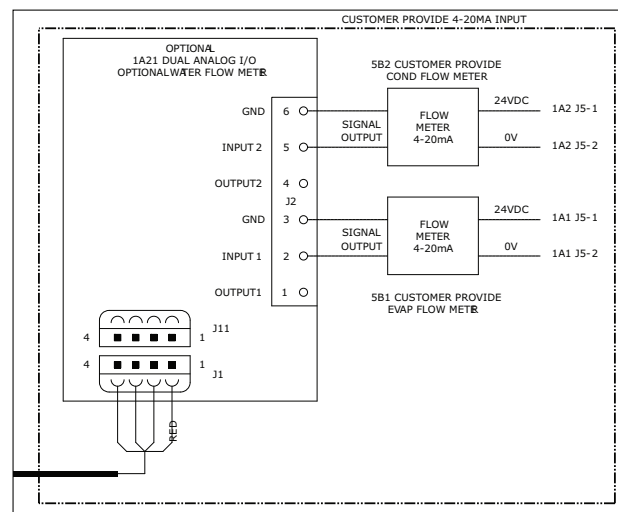 CUSTOMER PROVIDE 4-20MA INPUT
OPTIONAL
1A21 DUAL ANALOG I/O
OPTIONAL WATER FLOW METER
5B2 CUSTOMER PROVIDE
COND FLOW METER
GND 6
INPUT 2 5
OUTPUT2 4
J2
GND 3
INPUT 1 2
OUTPUT1 1
SIGNAL
OUTPUT
FLOW
METER
4-20mA
24VDC 1A2 J5-1
0V 1A2 J5-2
SIGNAL
OUTPUT
FLOW
METER
4-20mA
24VDC 1A1 J5-1
0V 1A1 J5-2
5B1 CUSTOMER PROVIDE
EVAP FLOW METER
J11
4 1
4 1
J1
RED